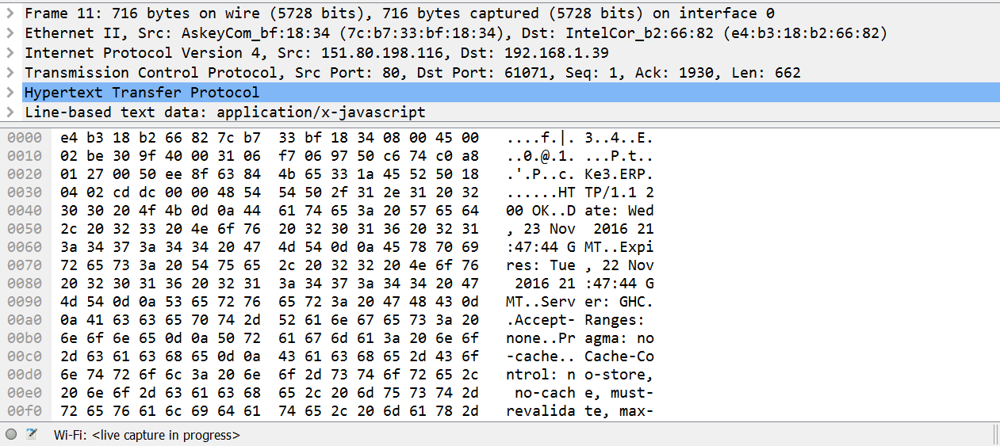 Frame 11: 716 bytes on wire (5728 bits), 716 bytes captured (5728 bits) on interface 0
Ethernet II, Src: AskeyCom_bf:18:34 (7c:b7:33:bf:18:34), Dst: IntelCor_b2:66:82 (e4:b3:18:b2:66:82)
Internet Protocol Version 4, Src: 151.80.198.116, Dst: 192.168.1.39
Transmission Control Protocol, Src Port: 80, Dst Port: 61071, Seq: 1, Ack: 1930, Len: 662
Hypertext Transfer Protocol
Line-based text data: application/x-javascript
0000 e4 b3 18 b2 66 82 7c b7 33 bf 18 34 08 00 45 00 ....f.|. 3..4..E.
0010 02 be 30 9f 40 00 31 06 f7 06 97 50 c6 74 c0 a8 ..0.@.1. ...P.t..
0020 01 27 00 50 ee 8f 63 84 4b 65 33 1a 45 52 50 18 .'.P..c. Ke3.ERP.
0030 04 02 cd dc 00 00 48 54 54 50 2f 31 2e 31 20 32 ......HT TP/1.1 2
0040 30 30 20 4f 4b 0d 0a 44 61 74 65 3a 20 57 65 64 00 OK..D ate: Wed
0050 2c 20 32 33 20 4e 6f 76 20 32 30 31 36 20 32 31 , 23 Nov 2016 21
0060 3a 34 37 3a 34 34 20 47 4d 54 0d 0a 45 78 70 69 :47:44 G MT..Expi
0070 72 65 73 3a 20 54 75 65 2c 20 32 32 20 4e 6f 76 res: Tue , 22 Nov
0080 20 32 30 31 36 20 32 31 3a 34 37 3a 34 34 20 47 2016 21 :47:44 G
0090 4d 54 0d 0a 53 65 72 76 65 72 3a 20 47 48 43 0d MT..Serv er: GHC.
00a0 0a 41 63 63 65 70 74 2d 52 61 6e 67 65 73 3a 20 .Accept- Ranges:
00b0 6e 6f 6e 65 0d 0a 50 72 61 67 6d 61 3a 20 6e 6f none..Pr agma: no
00c0 2d 63 61 63 68 65 0d 0a 43 61 63 68 65 2d 43 6f -cache.. Cache-Co
00d0 6e 74 72 6f 6c 3a 20 6e 6f 2d 73 74 6f 72 65 2c ntrol: n o-store,
00e0 20 6e 6f 2d 63 61 63 68 65 2c 20 6d 75 73 74 2d no-cach e, must-
00f0 72 65 76 61 6c 69 64 61 74 65 2c 20 6d 61 78 2d revalida te, max-
Wi-Fi: <live capture in progress>